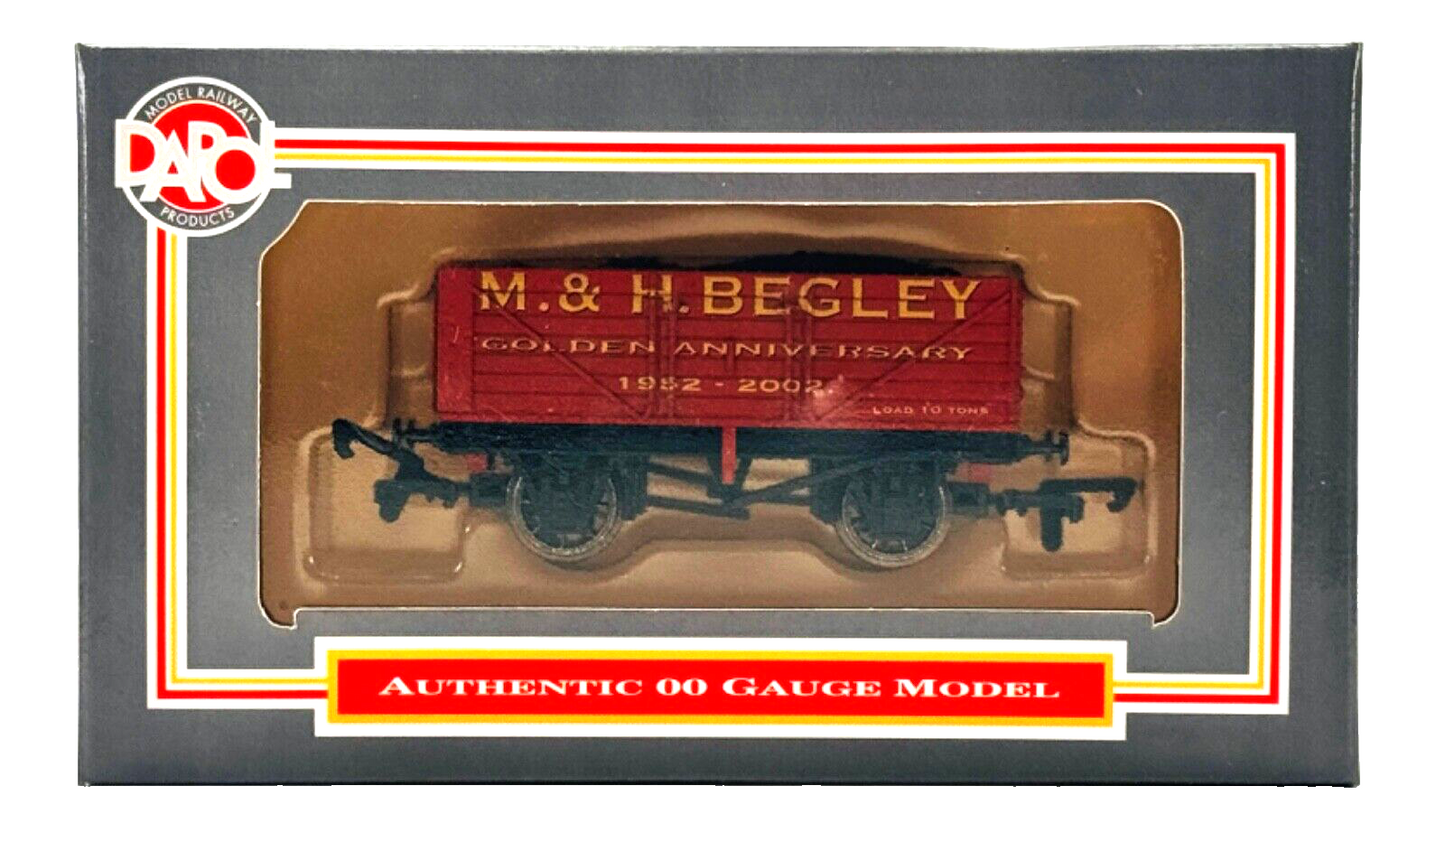 MODEL RAILWAY
DAPOL
PRODUCTS
M. & H. BEGLEY
GOLDEN ANNIVERSARY
1952 - 2002.
LOAD 10 TONS
AUTHENTIC 00 GAUGE MODEL